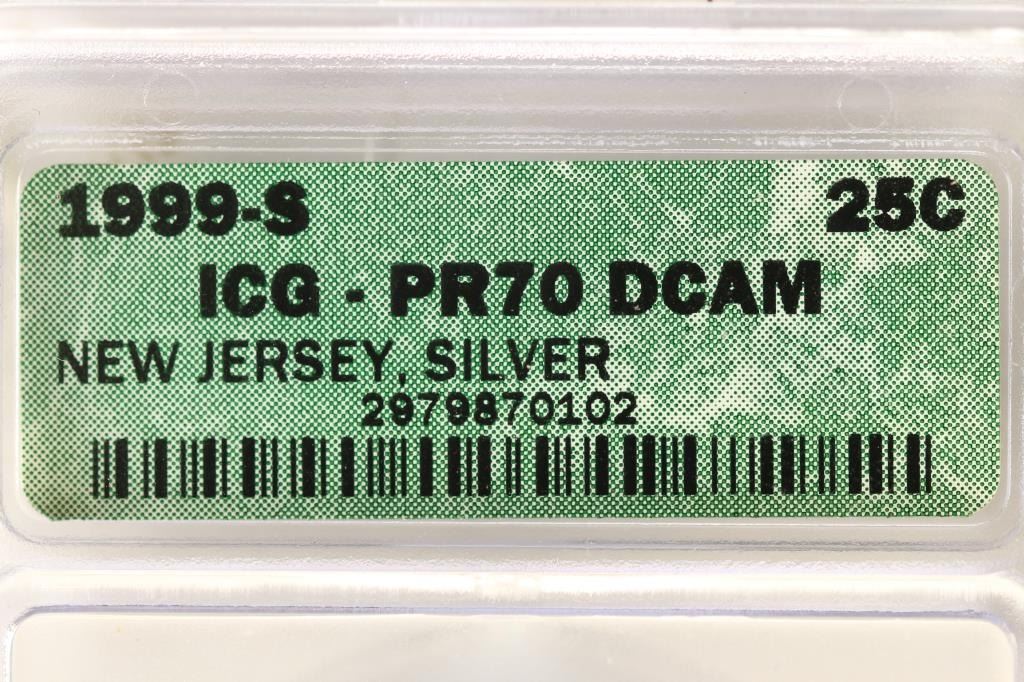 1999-S 25C
ICG - PR70 DCAM
NEW JERSEY, SILVER
2979870102